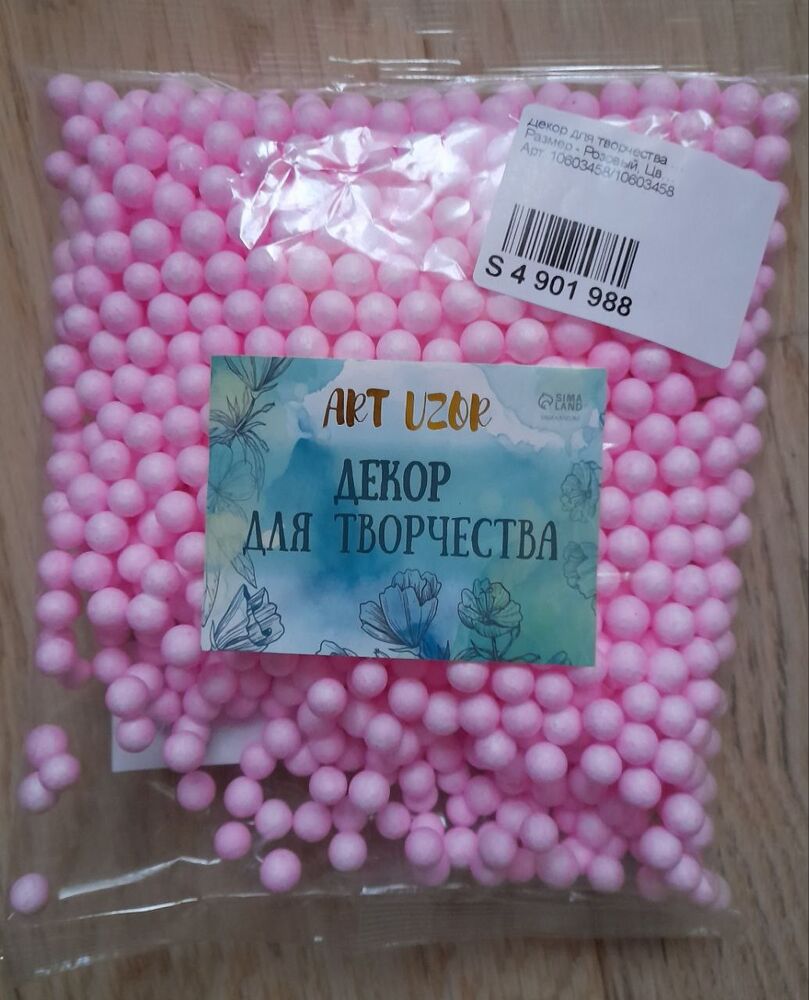 Декор для творчества ...
Размер - Розовый, Цв...
Арт. 10603458/10603458
S 4 901 988
ART UZOR
SIMA
LAND
ДЕКОР
ДЛЯ ТВОРЧЕСТВА